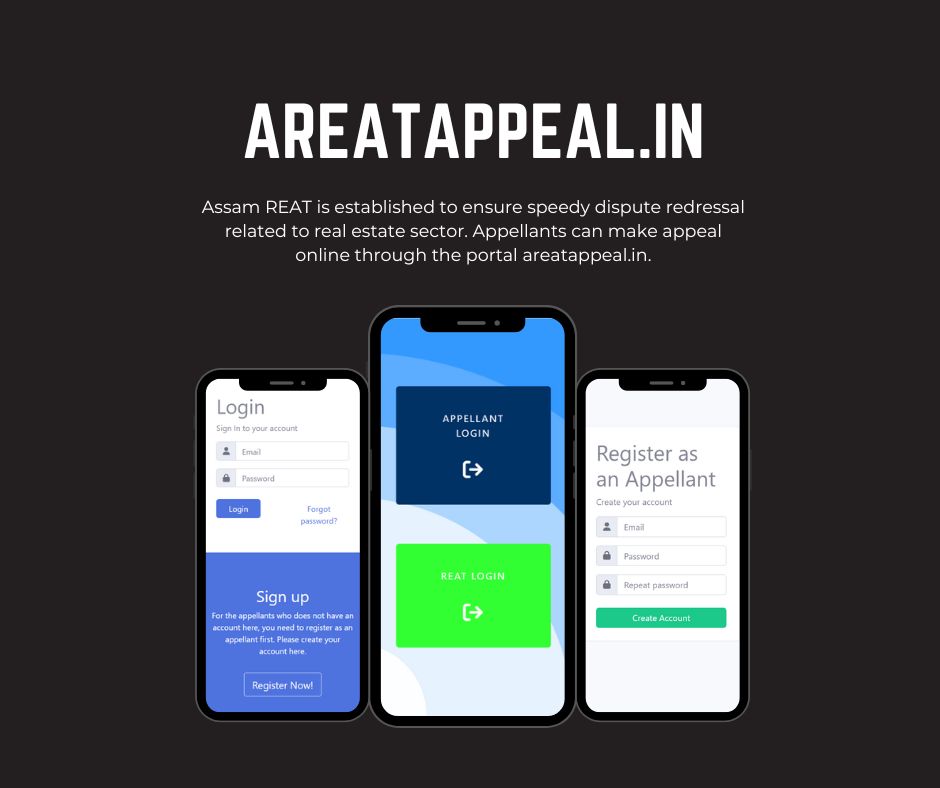 AREATAPPEAL.IN
Assam REAT is established to ensure speedy dispute redressal
related to real estate sector. Appellants can make appeal
online through the portal areatappeal.in.
Login
Sign In to your account
Email
Password
Login
Forgot
password?
Sign up
For the appellants who does not have an
account here, you need to register as an
appellant first. Please create your
account here.
Register Now!
APPELLANT
LOGIN
REAT LOGIN
Register as
an Appellant
Create your account
Email
Password
Repeat password
Create Account